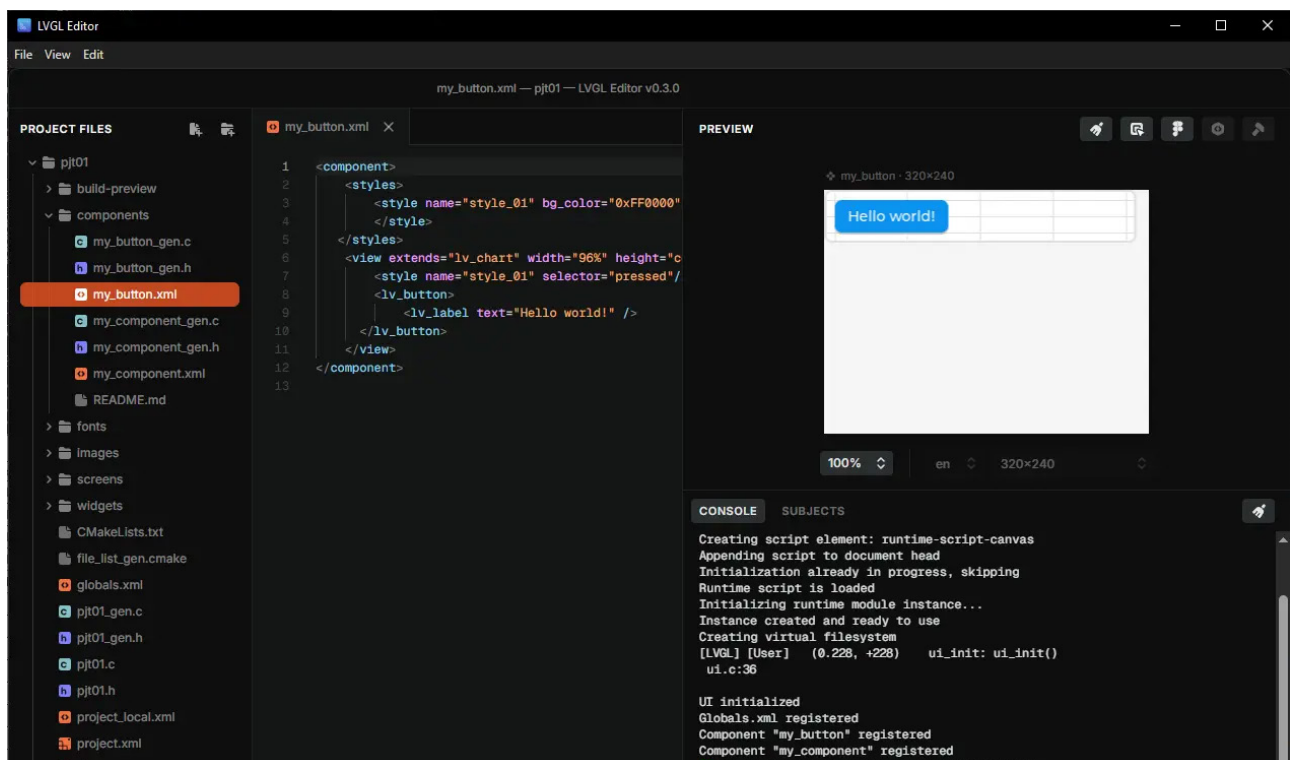 LVGL Editor
File View Edit
my_button.xml — pjt01 — LVGL Editor v0.3.0
PROJECT FILES
pjt01
build-preview
components
my_button_gen.c
my_button_gen.h
my_button.xml
my_component_gen.c
my_component_gen.h
my_component.xml
README.md
fonts
images
screens
widgets
CMakeLists.txt
file_list_gen.cmake
globals.xml
pjt01_gen.c
pjt01_gen.h
pjt01.c
pjt01.h
project_local.xml
project.xml
my_button.xml
1 <component>
2 <styles>
3 <style name="style_01" bg_color="0xFF0000"
4 </style>
5 </styles>
6 <view extends="lv_chart" width="96%" height="c
7 <style name="style_01" selector="pressed"/
8 <lv_button>
9 <lv_label text="Hello world!" />
10 </lv_button>
11 </view>
12 </component>
13
PREVIEW
my_button · 320×240
Hello world!
100% en 320×240
CONSOLE SUBJECTS
Creating script element: runtime-script-canvas
Appending script to document head
Initialization already in progress, skipping
Runtime script is loaded
Initializing runtime module instance...
Instance created and ready to use
Creating virtual filesystem
[LVGL] [User] (0.228, +228) ui_init: ui_init()
ui.c:36
UI initialized
Globals.xml registered
Component "my_button" registered
Component "my_component" registered